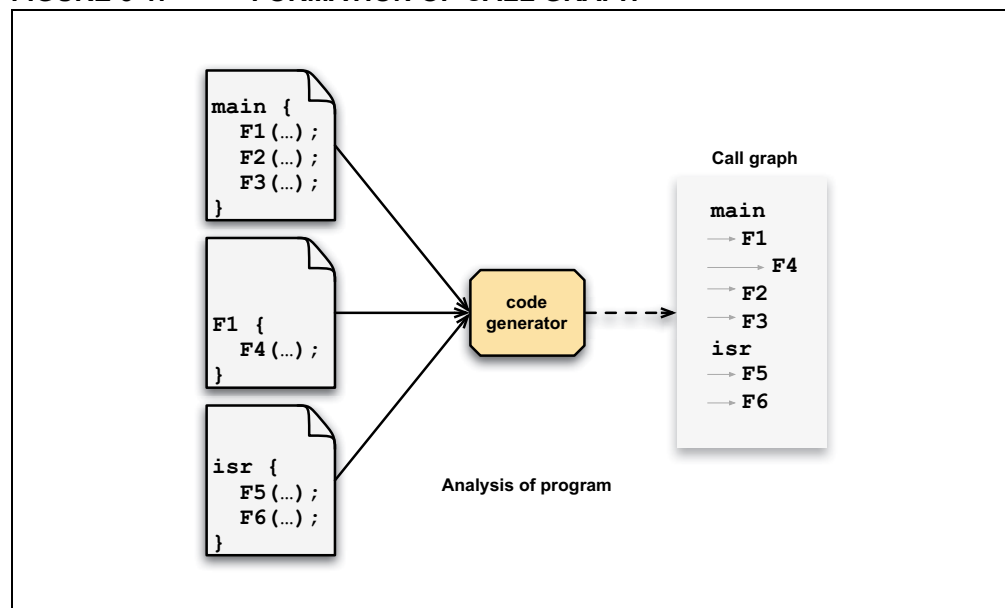 main {
F1(…);
F2(…);
F3(…);
}
F1 {
F4(…);
}
isr {
F5(…);
F6(…);
}
code
generator
Analysis of program
Call graph
main
F1
F4
F2
F3
isr
F5
F6